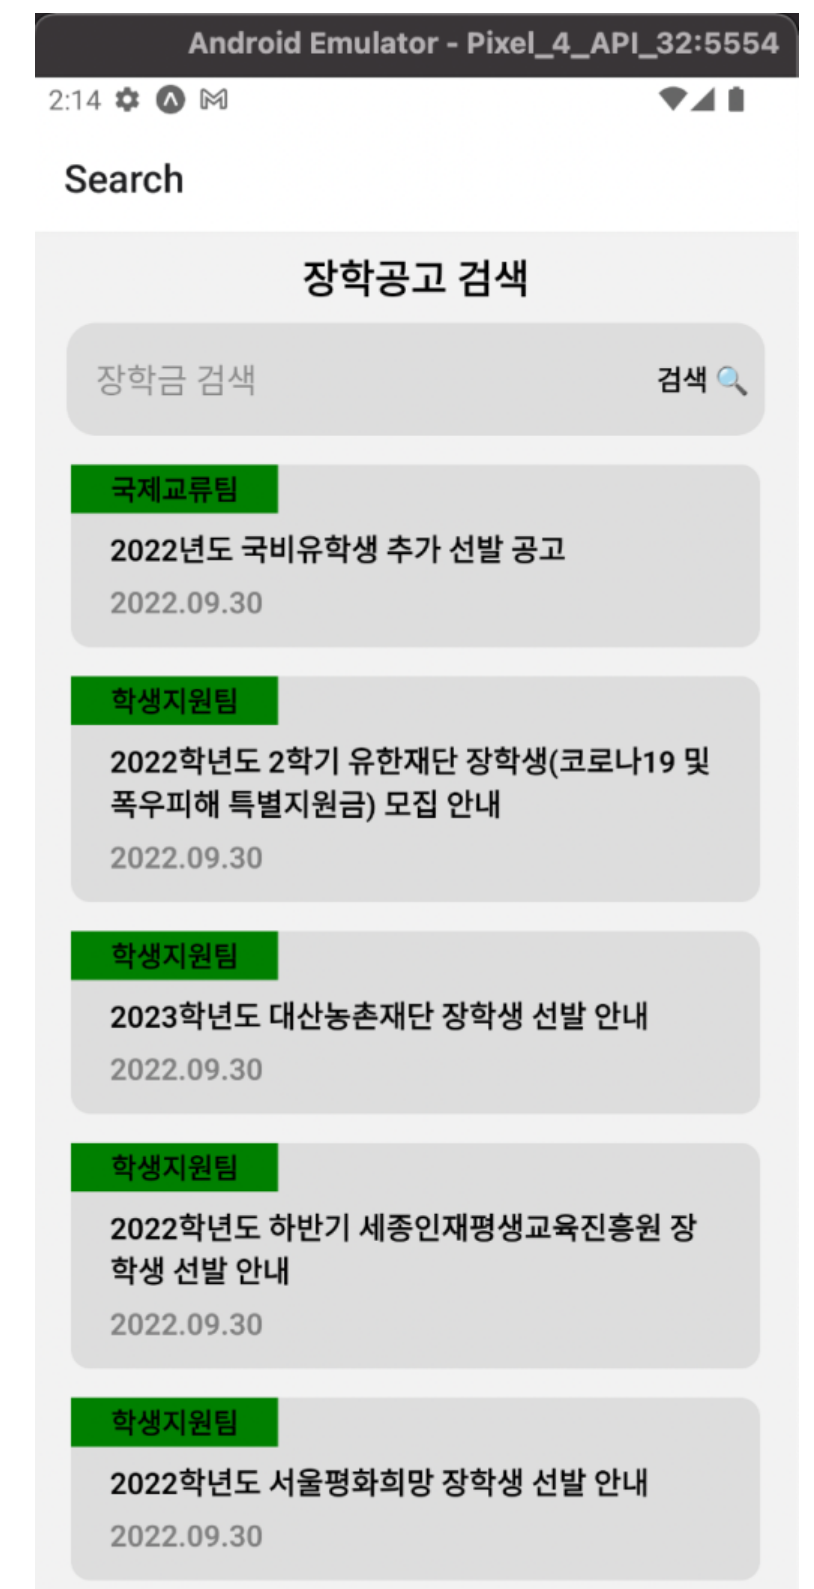 Android Emulator - Pixel_4_API_32:5554
2:14
Search
장학공고 검색
장학금 검색 검색
국제교류팀
2022년도 국비유학생 추가 선발 공고
2022.09.30
학생지원팀
2022학년도 2학기 유한재단 장학생(코로나19 및
폭우피해 특별지원금) 모집 안내
2022.09.30
학생지원팀
2023학년도 대산농촌재단 장학생 선발 안내
2022.09.30
학생지원팀
2022학년도 하반기 세종인재평생교육진흥원 장
학생 선발 안내
2022.09.30
학생지원팀
2022학년도 서울평화희망 장학생 선발 안내
2022.09.30